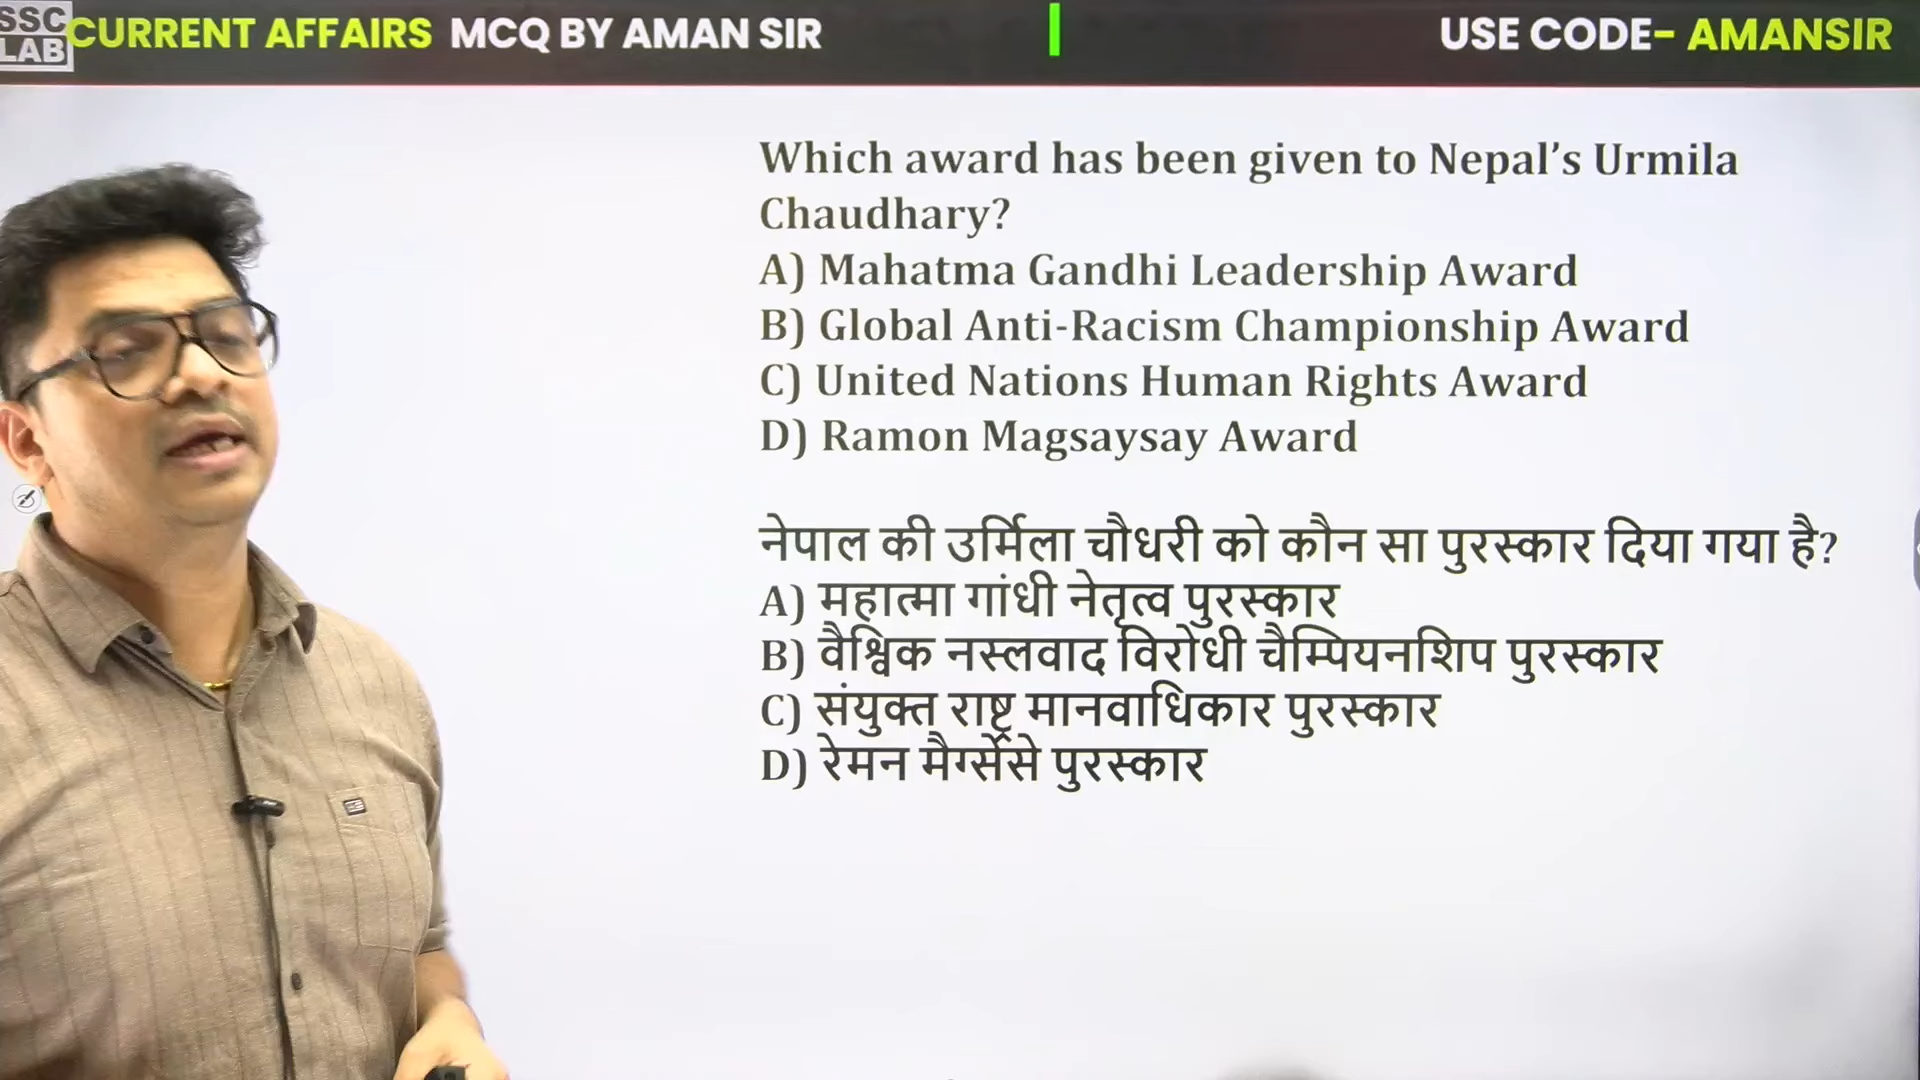 SSC
LAB
CURRENT AFFAIRS MCQ BY AMAN SIR
USE CODE- AMANSIR
Which award has been given to Nepal’s Urmila
Chaudhary?
A) Mahatma Gandhi Leadership Award
B) Global Anti-Racism Championship Award
C) United Nations Human Rights Award
D) Ramon Magsaysay Award
नेपाल की उर्मिला चौधरी को कौन सा पुरस्कार दिया गया है?
A) महात्मा गांधी नेतृत्व पुरस्कार
B) वैश्विक नस्लवाद विरोधी चैम्पियनशिप पुरस्कार
C) संयुक्त राष्ट्र मानवाधिकार पुरस्कार
D) रेमन मैग्सेसे पुरस्कार